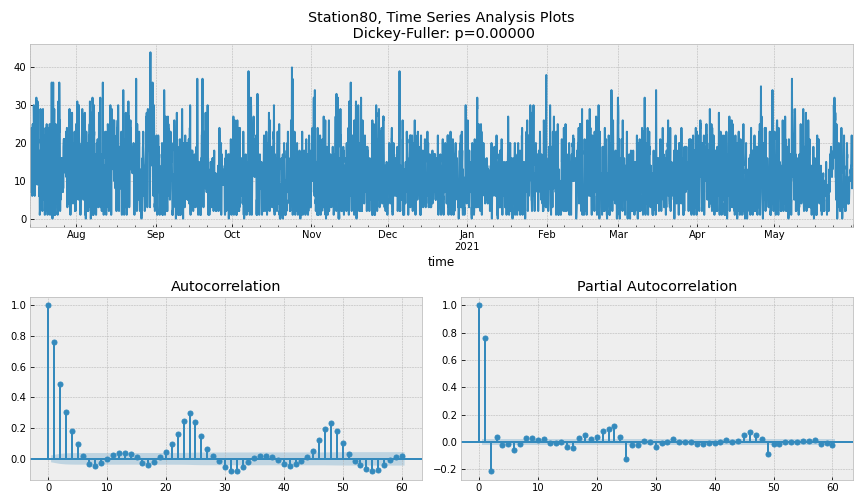 Station80, Time Series Analysis Plots
Dickey-Fuller: p=0.00000
40
30
20
10
0
Aug Sep Oct Nov Dec Jan Feb Mar Apr May
2021
time
Autocorrelation
1.0
0.8
0.6
0.4
0.2
0.0
0 10 20 30 40 50 60
Partial Autocorrelation
1.0
0.8
0.6
0.4
0.2
0.0
−0.2
0 10 20 30 40 50 60